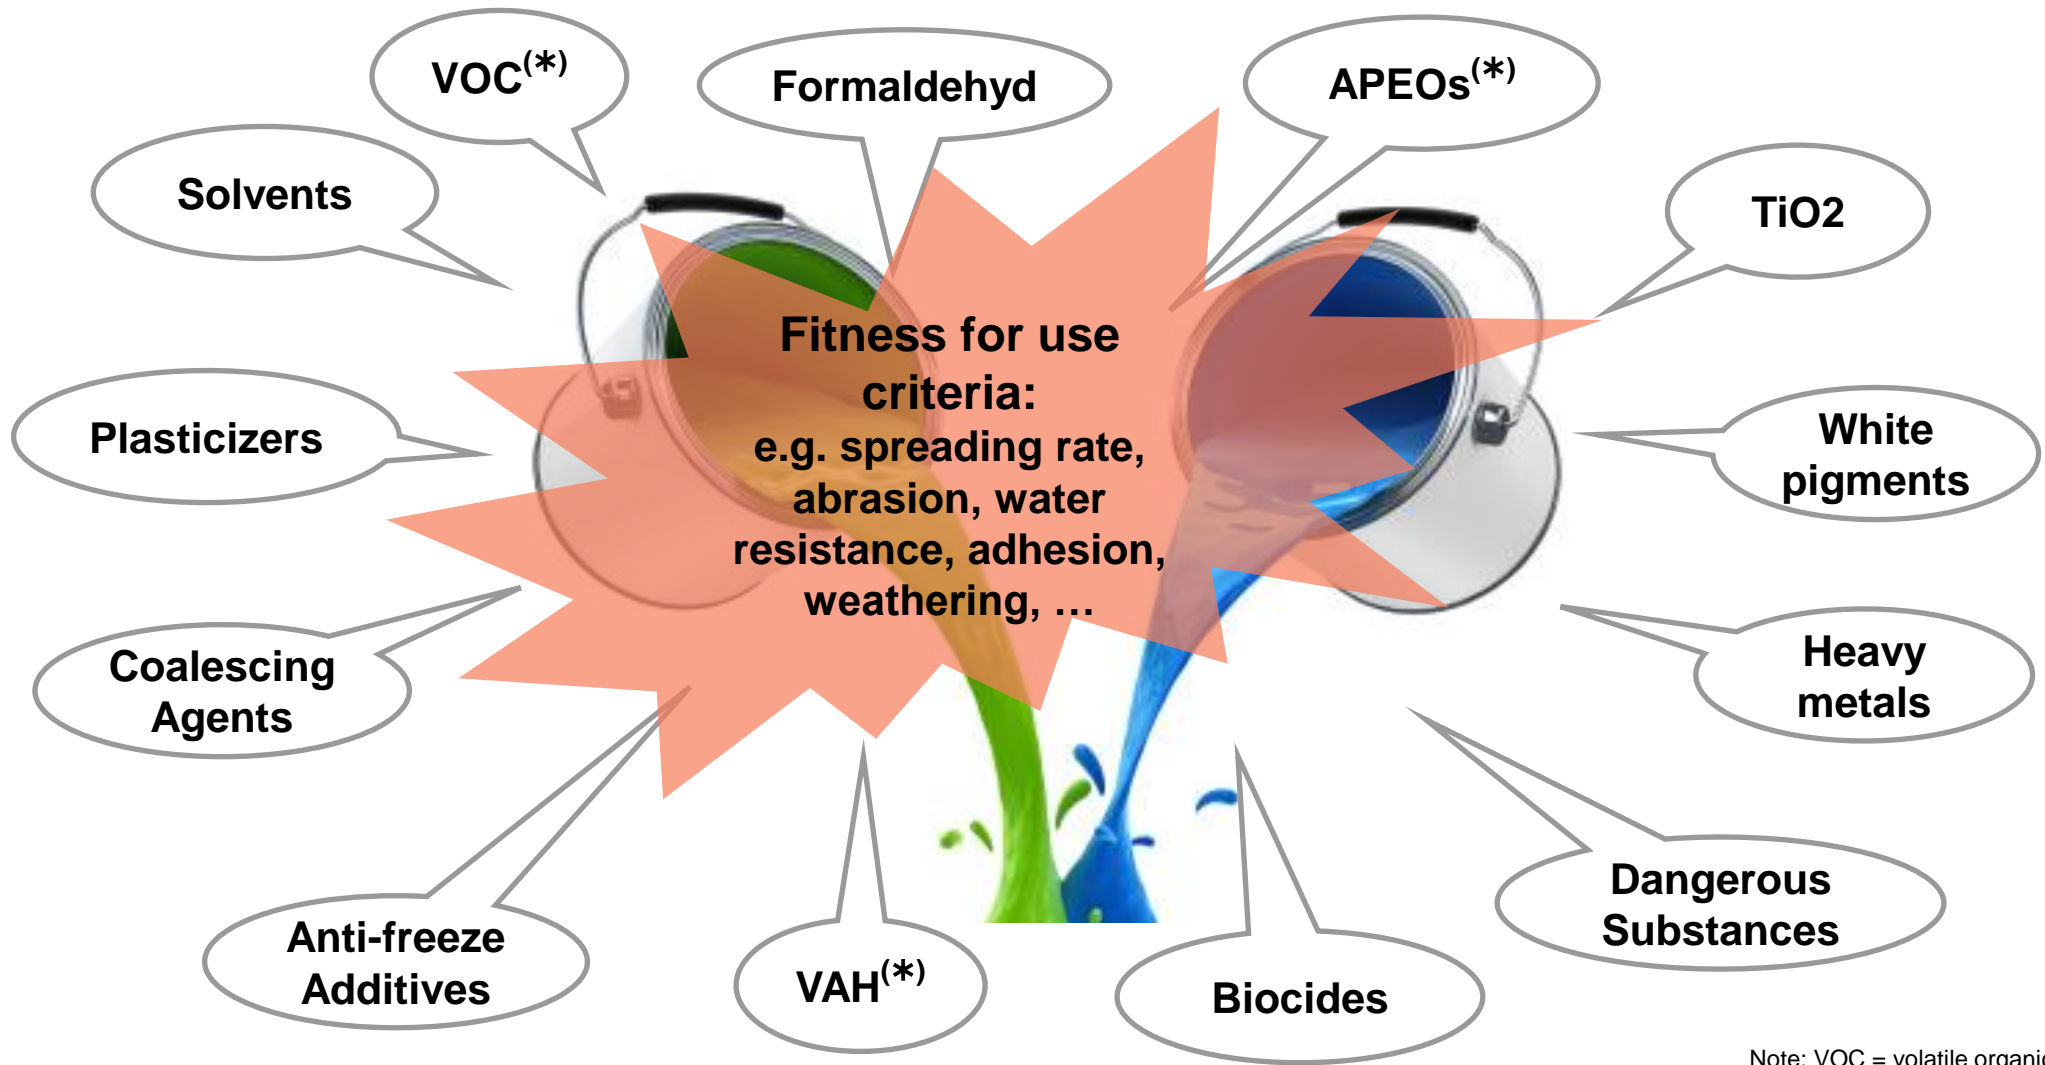 VOC(*)
Formaldehyd
APEOs(*)
Solvents
TiO2
Fitness for use
criteria:
e.g. spreading rate,
abrasion, water
resistance, adhesion,
weathering, …
Plasticizers
White
pigments
Coalescing
Agents
Heavy
metals
Anti-freeze
Additives
VAH(*)
Biocides
Dangerous
Substances
Note: VOC = volatile organic